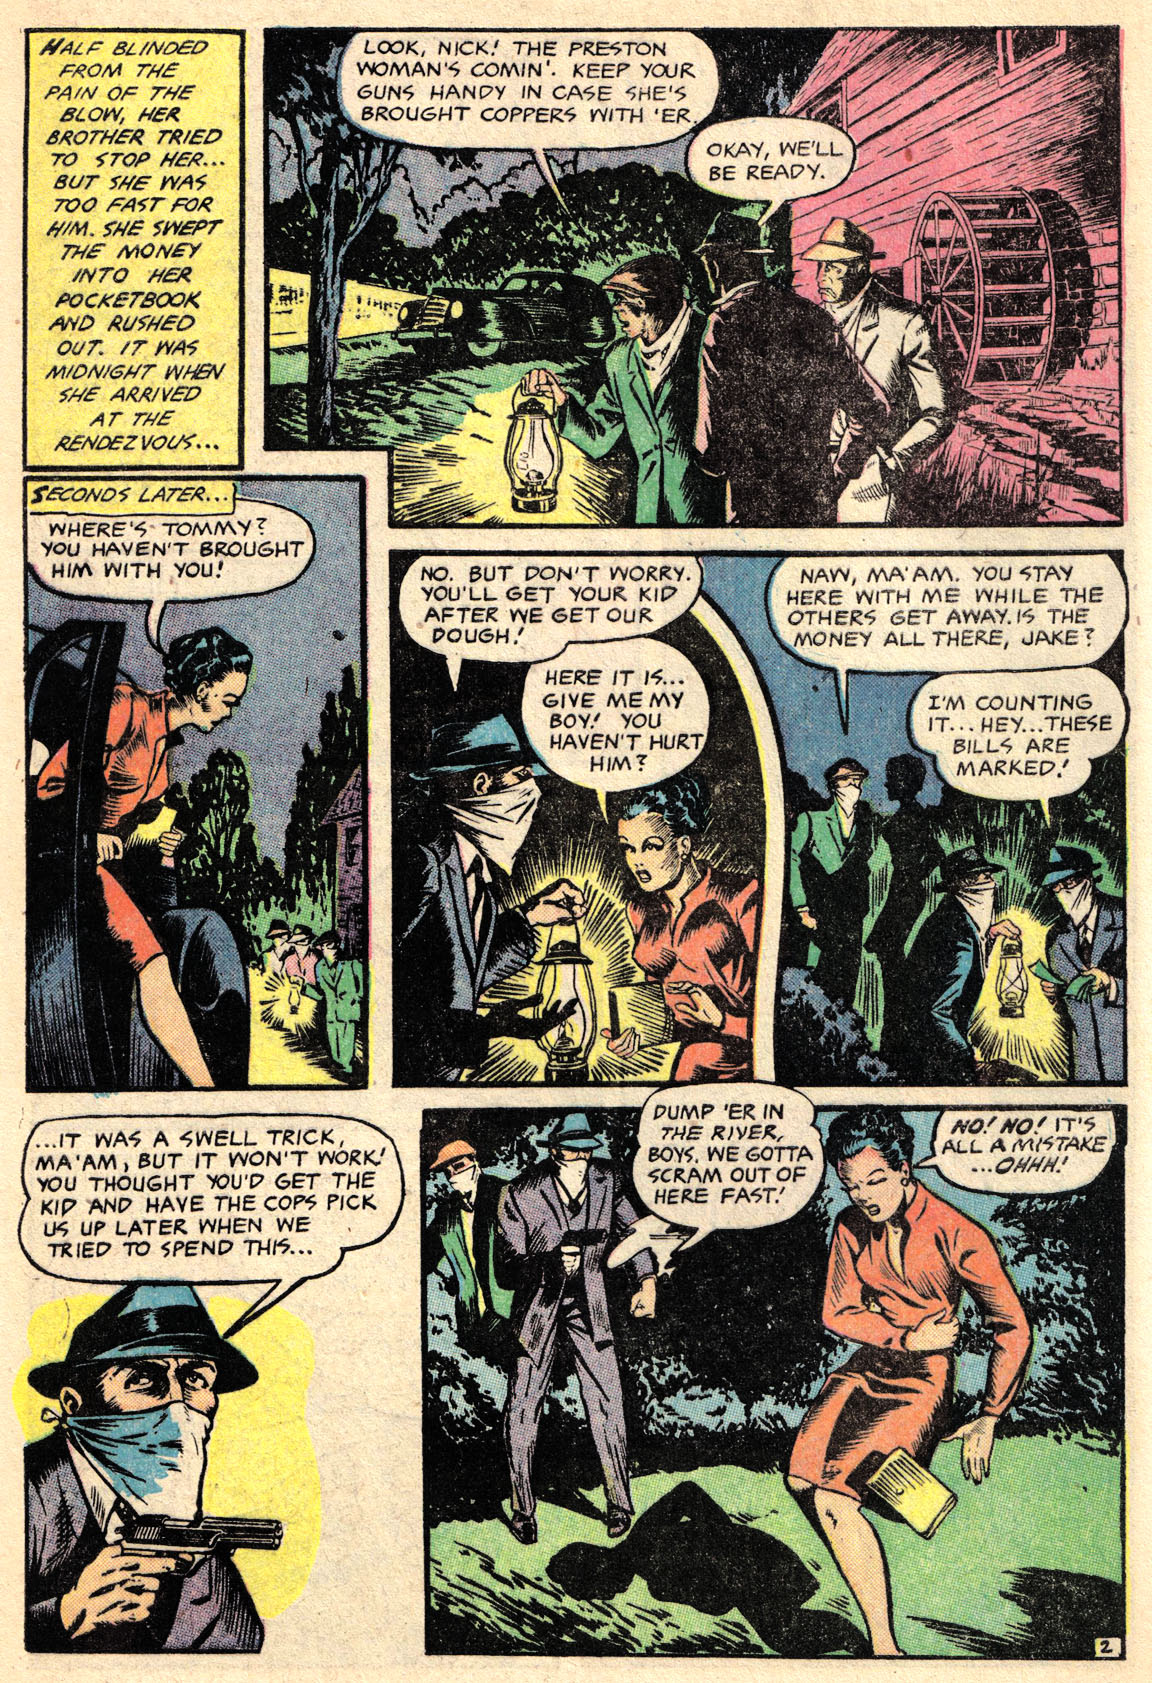 HALF BLINDED
FROM THE
PAIN OF THE
BLOW, HER
BROTHER TRIED
TO STOP HER...
BUT SHE WAS
TOO FAST FOR
HIM. SHE SWEPT
THE MONEY
INTO HER
POCKETBOOK
AND RUSHED
OUT. IT WAS
MIDNIGHT WHEN
SHE ARRIVED
AT THE
RENDEZVOUS...
LOOK, NICK! THE PRESTON
WOMAN'S COMIN'. KEEP YOUR
GUNS HANDY IN CASE SHE'S
BROUGHT COPPERS WITH 'ER.
OKAY, WE'LL
BE READY.
SECONDS LATER...
WHERE'S TOMMY?
YOU HAVEN'T BROUGHT
HIM WITH YOU!
NO. BUT DON'T WORRY.
YOU'LL GET YOUR KID
AFTER WE GET OUR
DOUGH!
HERE IT IS...
GIVE ME MY
BOY! YOU
HAVEN'T HURT
HIM?
NAW, MA'AM. YOU STAY
HERE WITH ME WHILE THE
OTHERS GET AWAY. IS THE
MONEY ALL THERE, JAKE?
I'M COUNTING
IT...HEY...THESE
BILLS ARE
MARKED!
...IT WAS A SWELL TRICK,
MA'AM, BUT IT WON'T WORK!
YOU THOUGHT YOU'D GET THE
KID AND HAVE THE COPS PICK
US UP LATER WHEN WE
TRIED TO SPEND THIS...
DUMP 'ER IN
THE RIVER,
BOYS. WE GOTTA
SCRAM OUT OF
HERE FAST!
NO! NO! IT'S
ALL A MISTAKE
...OHHH!
2